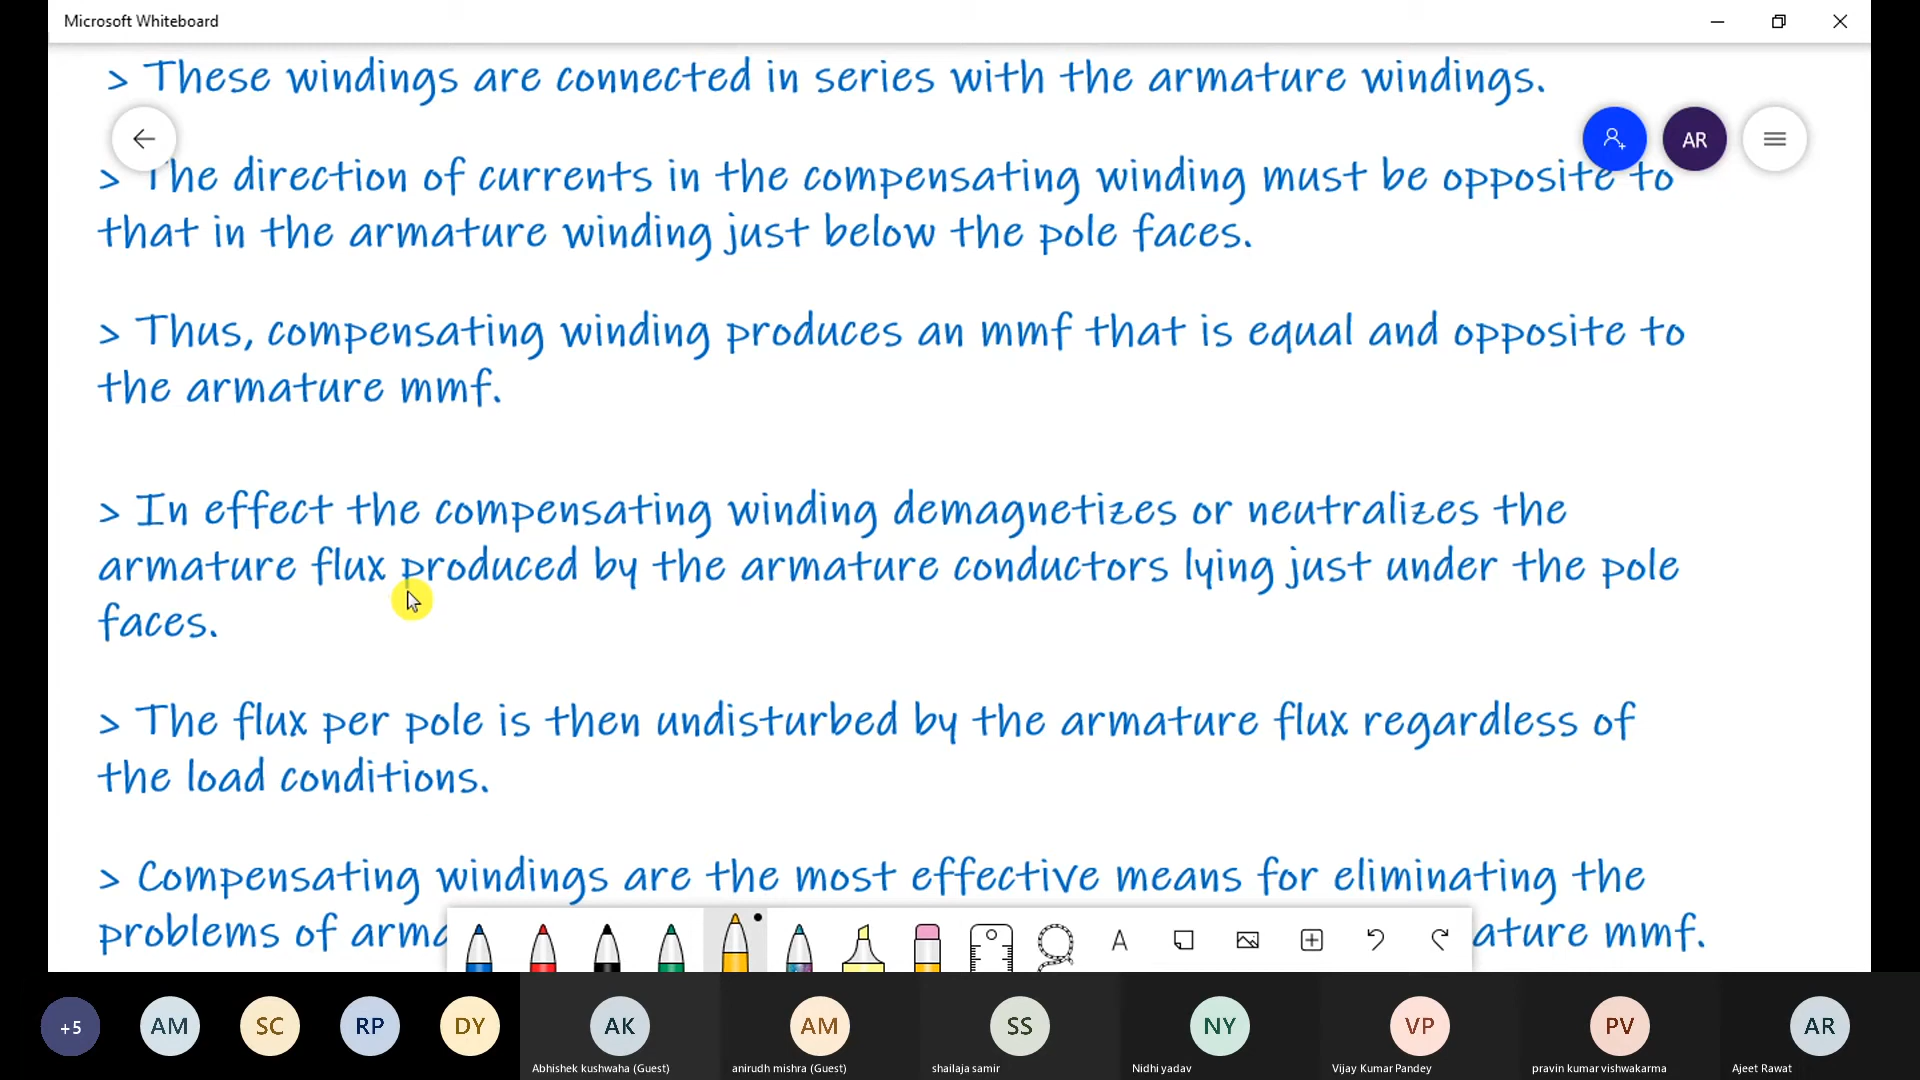 Microsoft Whiteboard
> These windings are connected in series with the armature windings.
AR
> The direction of currents in the compensating winding must be opposite to
that in the armature winding just below the pole faces.
> Thus, compensating winding produces an mmf that is equal and opposite to
the armature mmf.
> In effect the compensating winding demagnetizes or neutralizes the
armature flux produced by the armature conductors lying just under the pole
faces.
> The flux per pole is then undisturbed by the armature flux regardless of
the load conditions.
> Compensating windings are the most effective means for eliminating the
problems of arma ature mmf.
+5 AM SC RP DY AK AM SS NY VP PV AR
Abhishek kushwaha (Guest) anirudh mishra (Guest) shailaja samir Nidhi yadav Vijay Kumar Pandey pravin kumar vishwakarma Ajeet Rawat